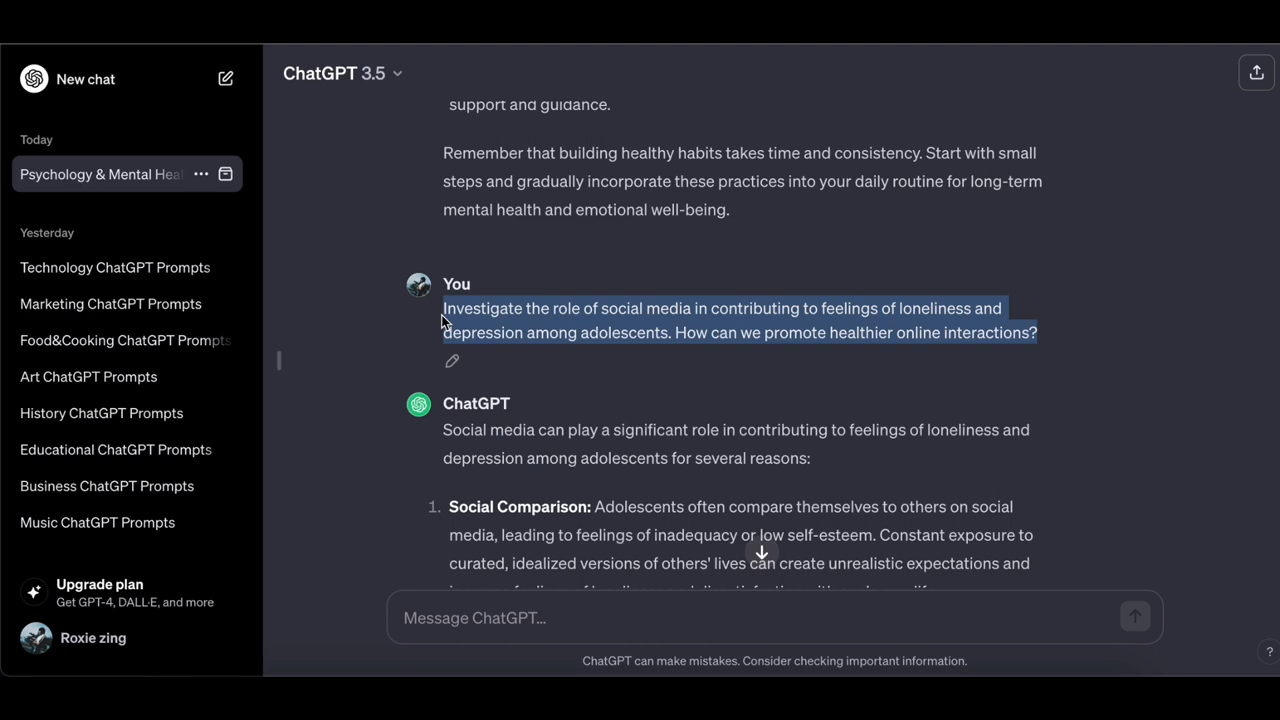 New chat
Today
Psychology & Mental Hea
Yesterday
Technology ChatGPT Prompts
Marketing ChatGPT Prompts
Food&Cooking ChatGPT Prompts
Art ChatGPT Prompts
History ChatGPT Prompts
Educational ChatGPT Prompts
Business ChatGPT Prompts
Music ChatGPT Prompts
Upgrade plan
Get GPT-4, DALL·E, and more
Roxie zing
ChatGPT 3.5
support and guidance.
Remember that building healthy habits takes time and consistency. Start with small
steps and gradually incorporate these practices into your daily routine for long-term
mental health and emotional well-being.
You
Investigate the role of social media in contributing to feelings of loneliness and
depression among adolescents. How can we promote healthier online interactions?
ChatGPT
Social media can play a significant role in contributing to feelings of loneliness and
depression among adolescents for several reasons:
1. Social Comparison: Adolescents often compare themselves to others on social
media, leading to feelings of inadequacy or low self-esteem. Constant exposure to
curated, idealized versions of others' lives can create unrealistic expectations and
Message ChatGPT...
ChatGPT can make mistakes. Consider checking important information.
?